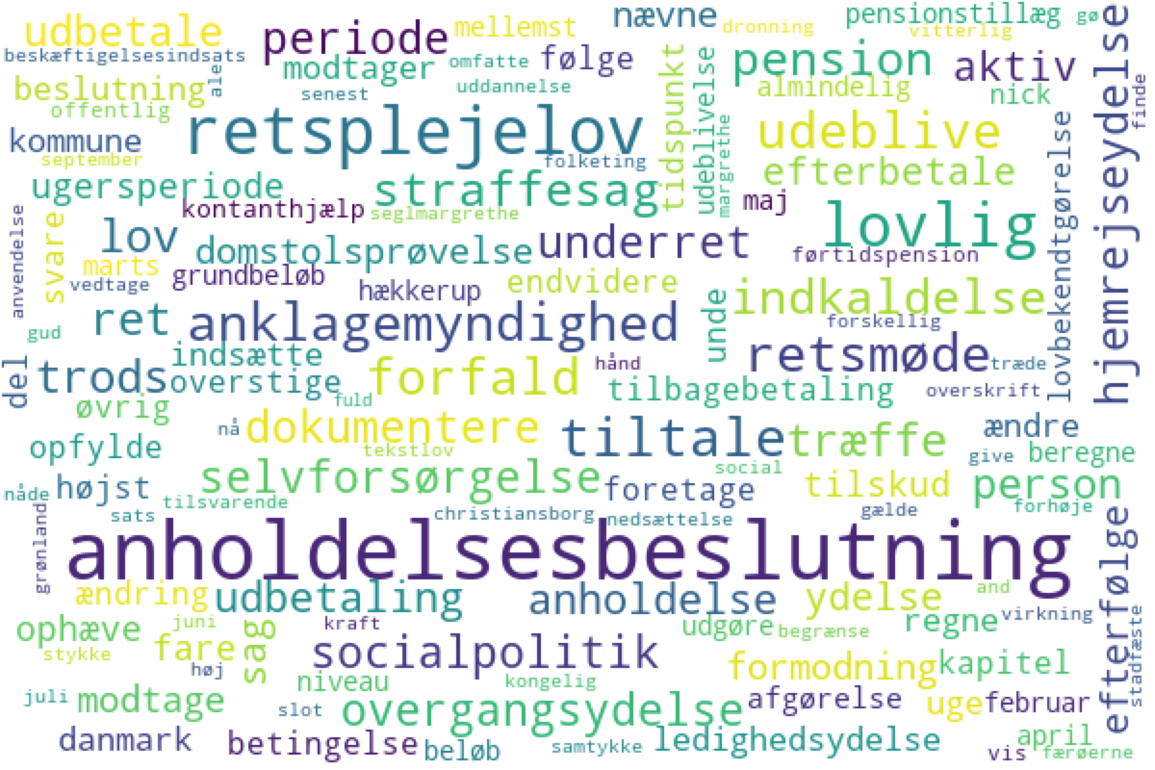 udbetale
beskæftigelsesindsats
beslutning
offentlig
ale
kommune
september
periode
modtager
senest
mellemst
omfatte
uddannelse
følge
nævne
dronning
pensionstillæg
gø
vitterlig
pension
aktiv
almindelig
nick
finde
hjemrejseydelse
retsplejelov
folketing
tidspunkt
udeblivelse
margrethe
udeblive
efterbetale
lovbekendtgørelse
ugersperiode
kontanthjælp
straffesag
seglmargrethe
maj
lovlig
anvendelse
svare
lov
marts
vedtage
domstolsprøvelse
grundbeløb
underret
førtidspension
hækkerup
endvidere
indkaldelse
gud
ret
anklagemyndighed
unde
forskellig
retsmøde
træde
del
trods
indsætte
overstige
fuld
forfald
hånd
tilbagebetaling
overskrift
øvrig
nå
dokumentere
tekstlov
tiltale
træffe
ændre
give
beregne
opfylde
social
nåde
højst
selvforsørgelse
foretage
tilskud
person
tilsvarende
sats
christiansborg
nedsættelse
gælde
forhøje
grønland
anholdelsesbeslutning
efterfølge
stadfæste
ændring
udbetaling
anholdelse
ydelse
and
virkning
ophæve
juni
stykke
fare
sag
kraft
socialpolitik
udgøre
begrænse
regne
høj
formodning
kapitel
juli
modtage
niveau
slot
kongelig
overgangsydelse
afgørelse
uge
februar
danmark
betingelse
beløb
samtykke
ledighedsydelse
vis
april
færøerne